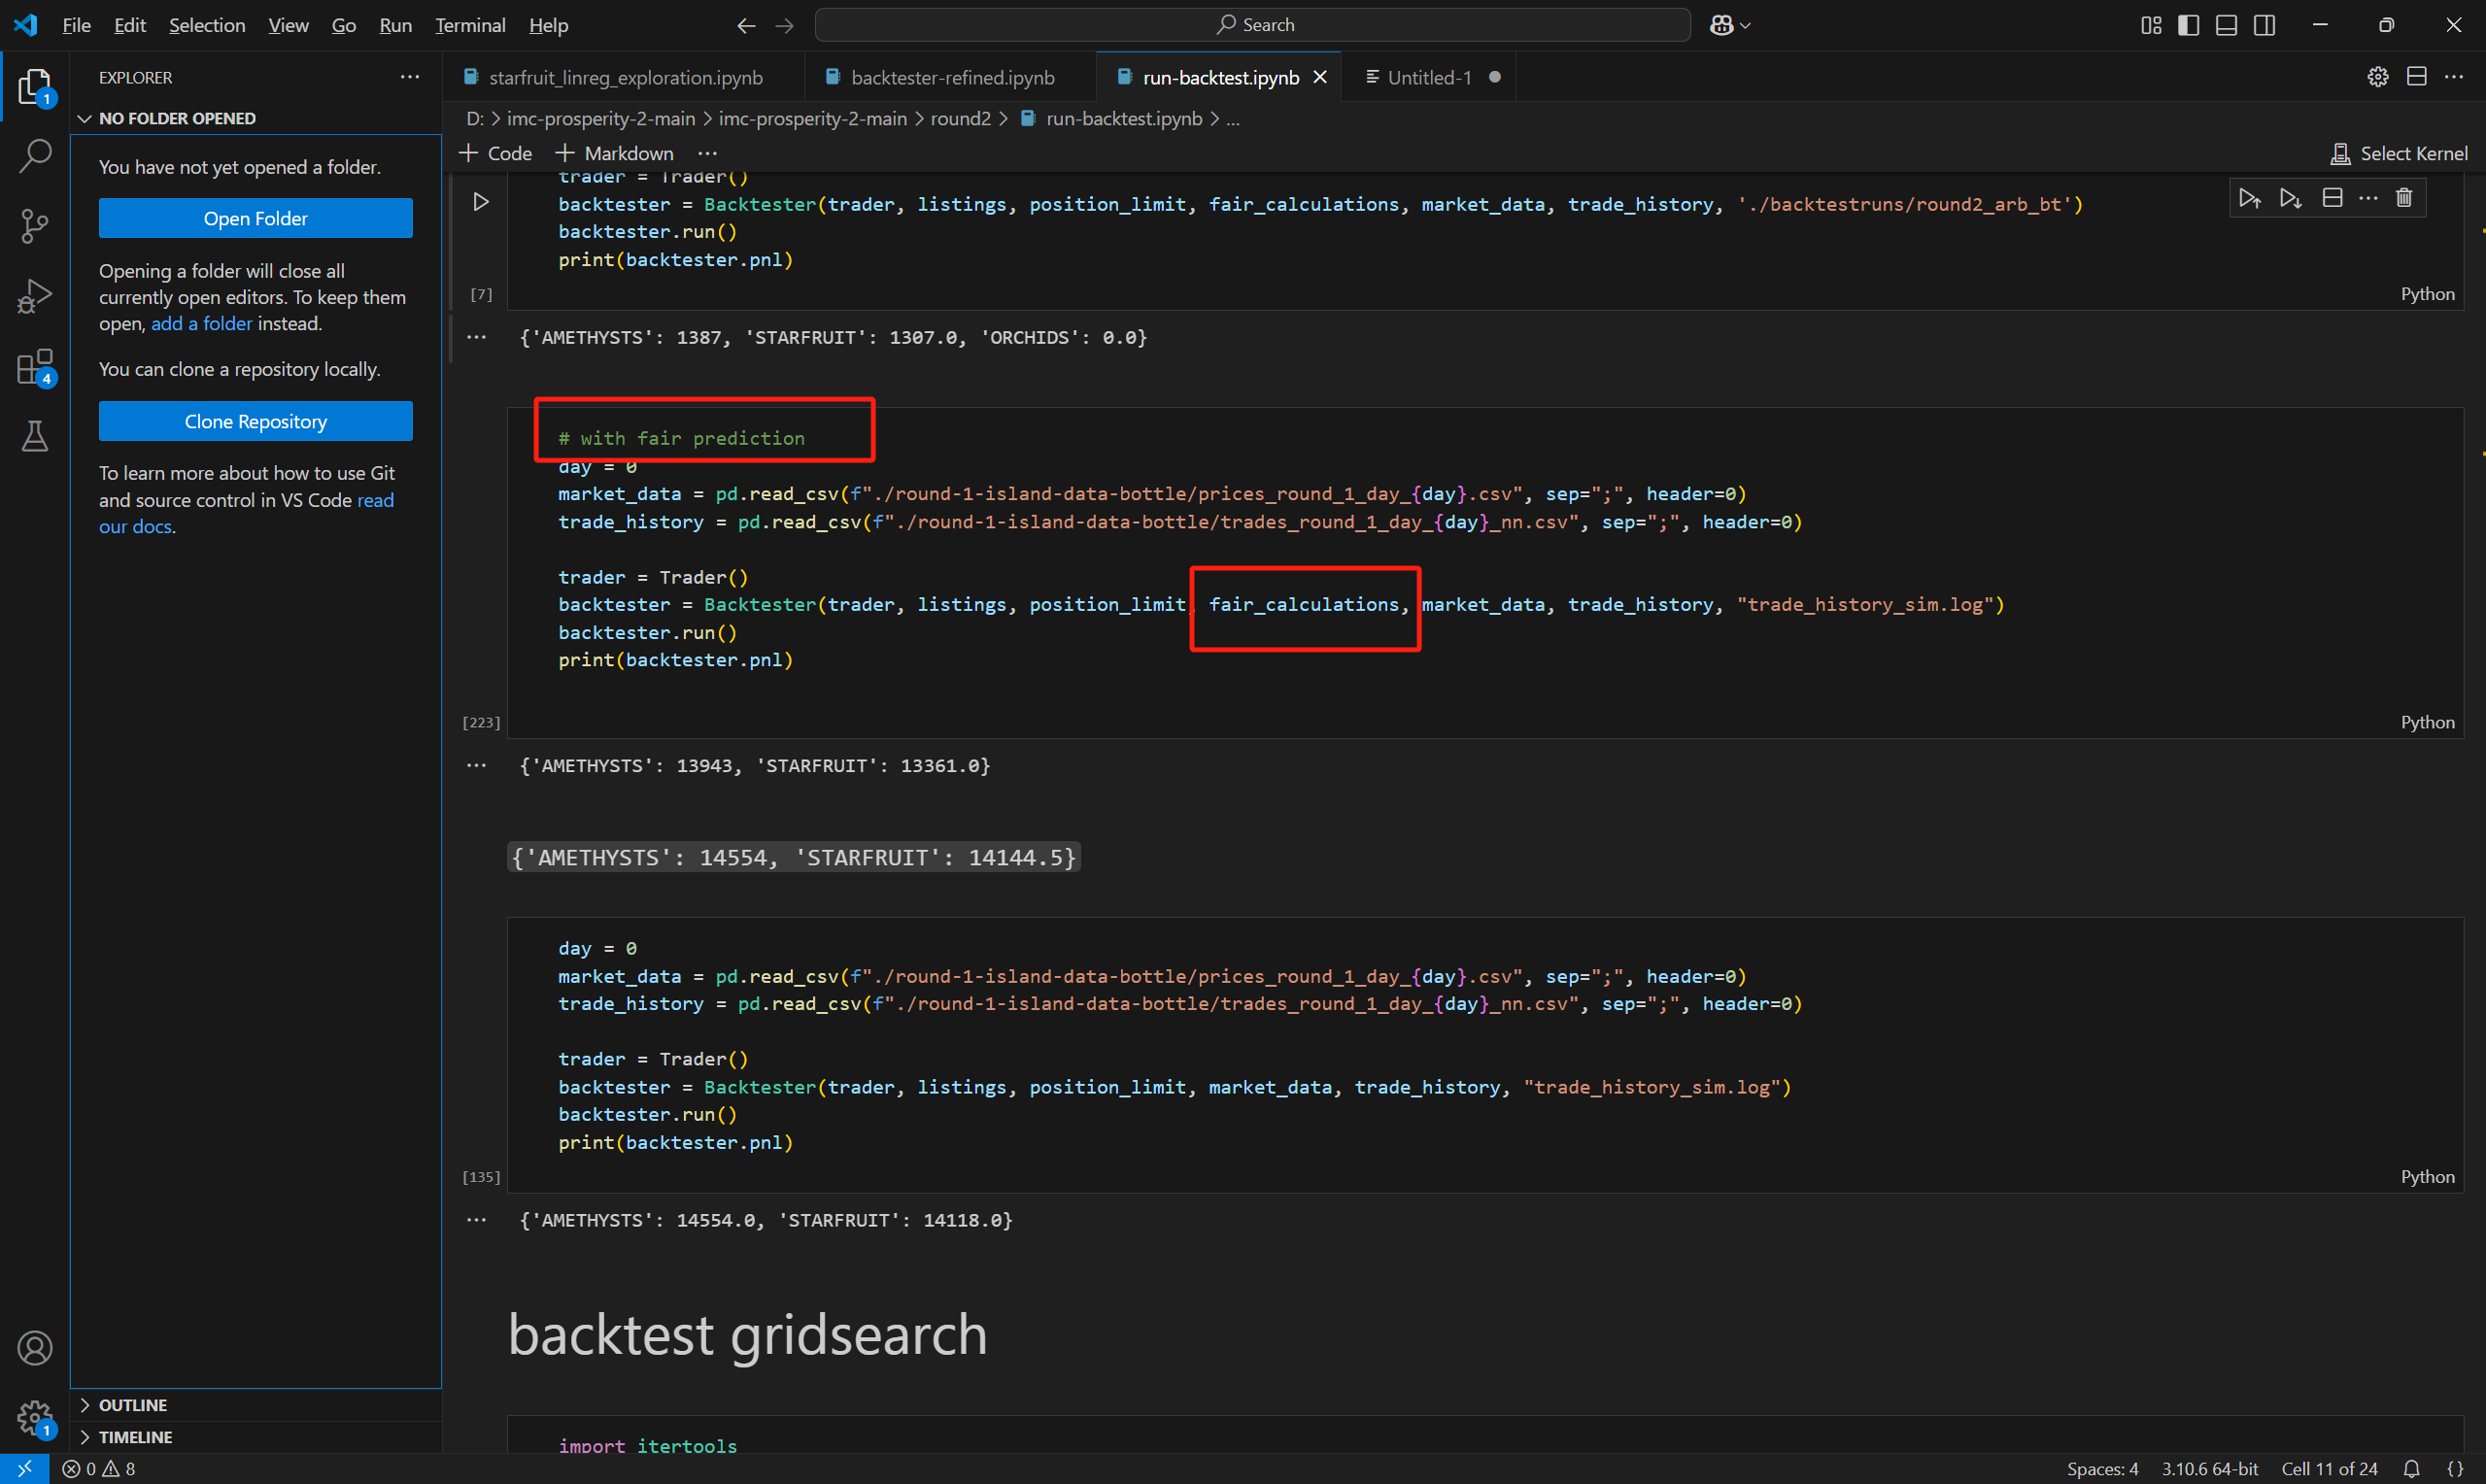 File Edit Selection View Go Run Terminal Help
Search
EXPLORER
NO FOLDER OPENED
You have not yet opened a folder.
Open Folder
Opening a folder will close all
currently open editors. To keep them
open, add a folder instead.
You can clone a repository locally.
Clone Repository
To learn more about how to use Git
and source control in VS Code read
our docs.
OUTLINE
TIMELINE
1
4
1
starfruit_linreg_exploration.ipynb
backtester-refined.ipynb
run-backtest.ipynb
Untitled-1
D: > imc-prosperity-2-main > imc-prosperity-2-main > round2 > run-backtest.ipynb > ...
+ Code + Markdown ...
Select Kernel
trader = Trader()
backtester = Backtester(trader, listings, position_limit, fair_calculations, market_data, trade_history, './backtestruns/round2_arb_bt')
backtester.run()
print(backtester.pnl)
[7]
Python
{'AMETHYSTS': 1387, 'STARFRUIT': 1307.0, 'ORCHIDS': 0.0}
# with fair prediction
day = 0
market_data = pd.read_csv(f"./round-1-island-data-bottle/prices_round_1_day_{day}.csv", sep=";", header=0)
trade_history = pd.read_csv(f"./round-1-island-data-bottle/trades_round_1_day_{day}_nn.csv", sep=";", header=0)
trader = Trader()
backtester = Backtester(trader, listings, position_limit, fair_calculations, market_data, trade_history, "trade_history_sim.log")
backtester.run()
print(backtester.pnl)
[223]
Python
{'AMETHYSTS': 13943, 'STARFRUIT': 13361.0}
{'AMETHYSTS': 14554, 'STARFRUIT': 14144.5}
day = 0
market_data = pd.read_csv(f"./round-1-island-data-bottle/prices_round_1_day_{day}.csv", sep=";", header=0)
trade_history = pd.read_csv(f"./round-1-island-data-bottle/trades_round_1_day_{day}_nn.csv", sep=";", header=0)
trader = Trader()
backtester = Backtester(trader, listings, position_limit, market_data, trade_history, "trade_history_sim.log")
backtester.run()
print(backtester.pnl)
[135]
Python
{'AMETHYSTS': 14554.0, 'STARFRUIT': 14118.0}
backtest gridsearch
import itertools
0 8
Spaces: 4 3.10.6 64-bit Cell 11 of 24 {}